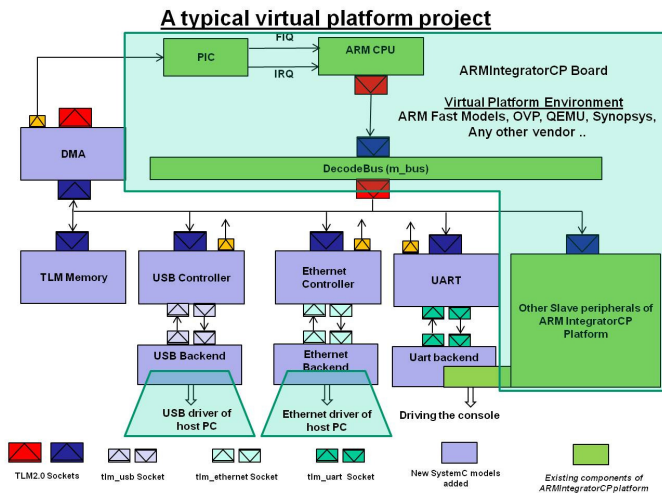 A typical virtual platform project
FIQ
PIC
ARM CPU
IRQ
ARMIntegratorCP Board
Virtual Platform Environment
ARM Fast Models, OVP, QEMU, Synopsys,
Any other vendor ..
DMA
DecodeBus (m_bus)
TLM Memory
USB Controller
Ethernet
Controller
UART
Other Slave peripherals of
ARM IntegratorCP
Platform
USB Backend
Ethernet
Backend
Uart backend
USB driver of
host PC
Ethernet driver of
host PC
Driving the console
TLM2.0 Sockets
tlm_usb Socket
tlm_ethernet Socket
tlm_uart Socket
New SystemC models
added
Existing components of
ARMIntegratorCP platform